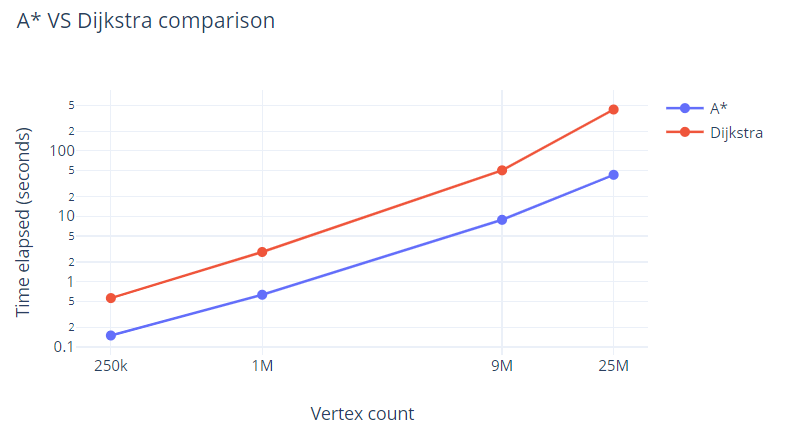 A* VS Dijkstra comparison
A*
Dijkstra
Time elapsed (seconds)
5
2
100
5
2
10
5
2
1
5
2
0.1
250k
1M
9M
25M
Vertex count